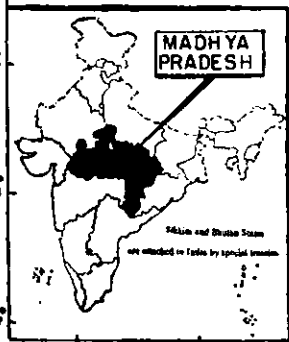 MADHYA
PRADESH
Sikkim and Bhutan States
are attached to India by special treaties